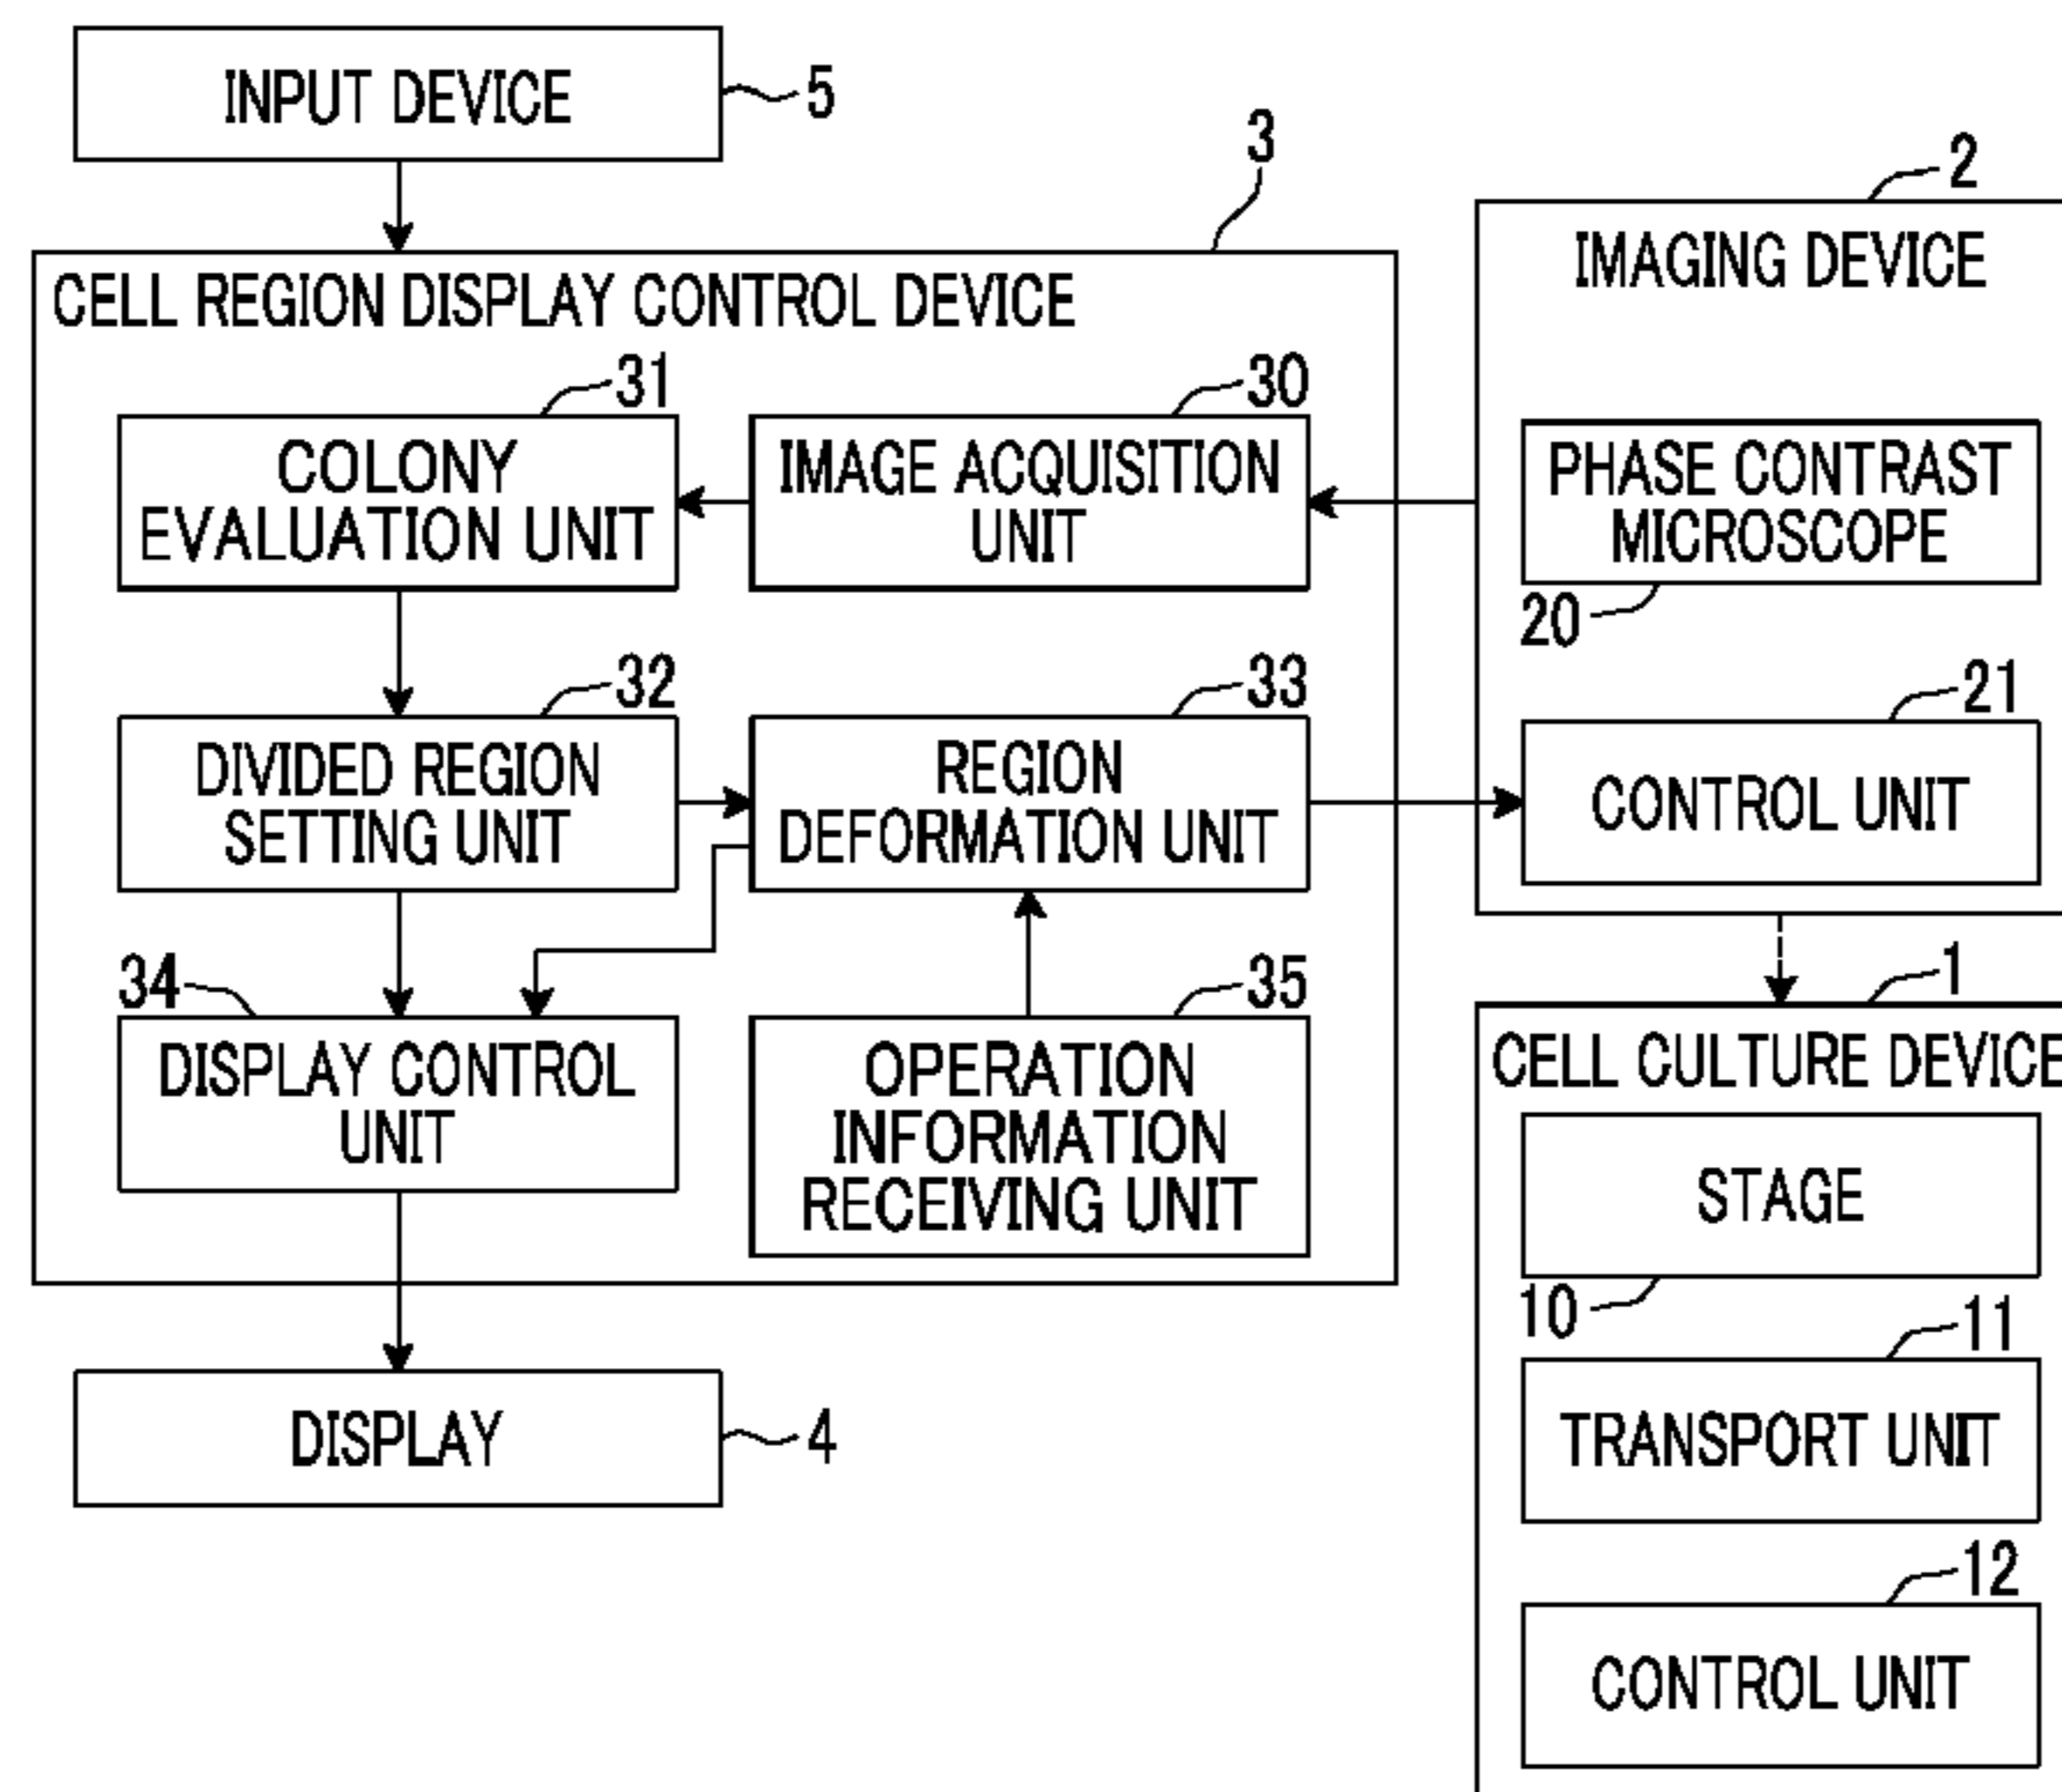 INPUT DEVICE
5
3
CELL REGION DISPLAY CONTROL DEVICE
31
COLONY
EVALUATION UNIT
30
IMAGE ACQUISITION
UNIT
32
DIVIDED REGION
SETTING UNIT
33
REGION
DEFORMATION UNIT
34
DISPLAY CONTROL
UNIT
35
OPERATION
INFORMATION
RECEIVING UNIT
DISPLAY
4
2
IMAGING DEVICE
PHASE CONTRAST
MICROSCOPE
20
21
CONTROL UNIT
1
CELL CULTURE DEVICE
STAGE
10
11
TRANSPORT UNIT
12
CONTROL UNIT